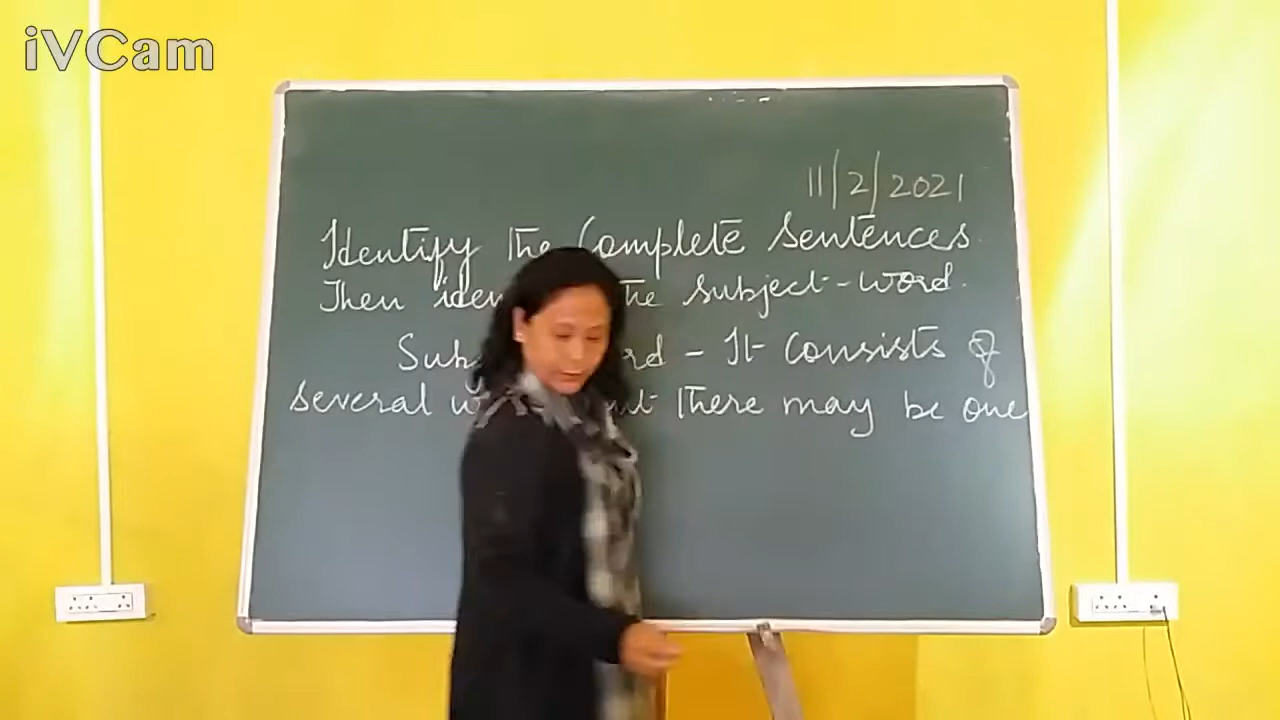 iVCam
11/2/2021
Identify the Complete Sentences.
Then iden the subject-word.
Sub rd - It consists of
several w but there may be one